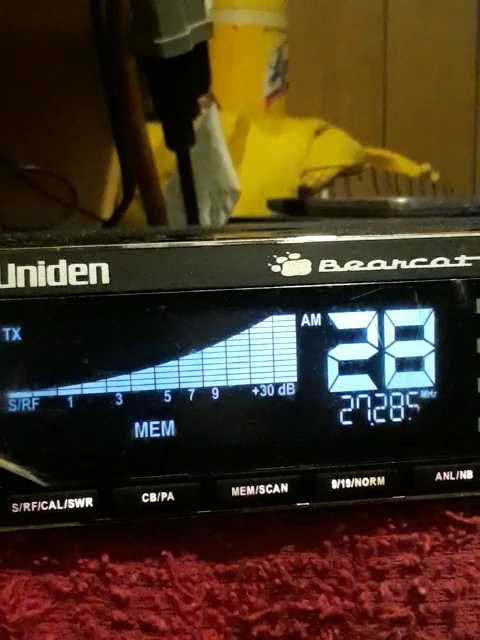 Uniden Bearcat
TX AM 28
S/RF 1 3 5 7 9 +30 dB
27.285 MHz
MEM
S/RF/CAL/SWR CB/PA MEM/SCAN 9/19/NORM ANL/NB